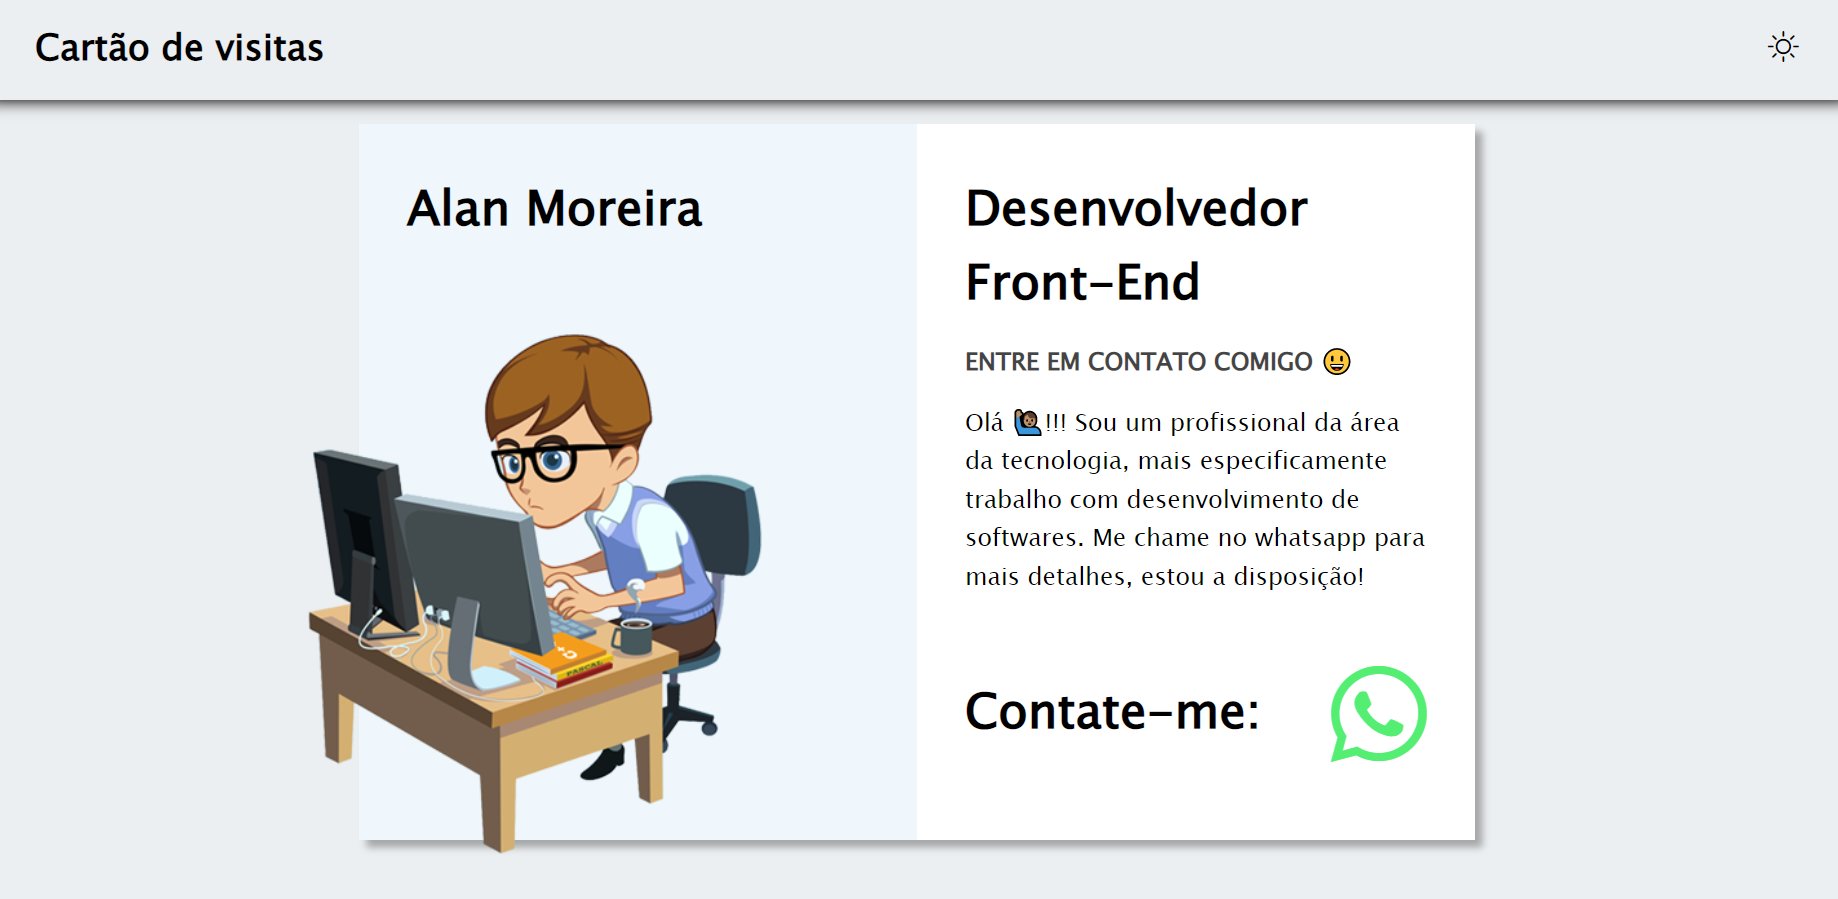 Cartão de visitas
Alan Moreira
Desenvolvedor
Front-End
ENTRE EM CONTATO COMIGO 😃
Olá 🙋🏾‍♂️!!! Sou um profissional da área
da tecnologia, mais especificamente
trabalho com desenvolvimento de
softwares. Me chame no whatsapp para
mais detalhes, estou a disposição!
Contate-me:
PASCAL